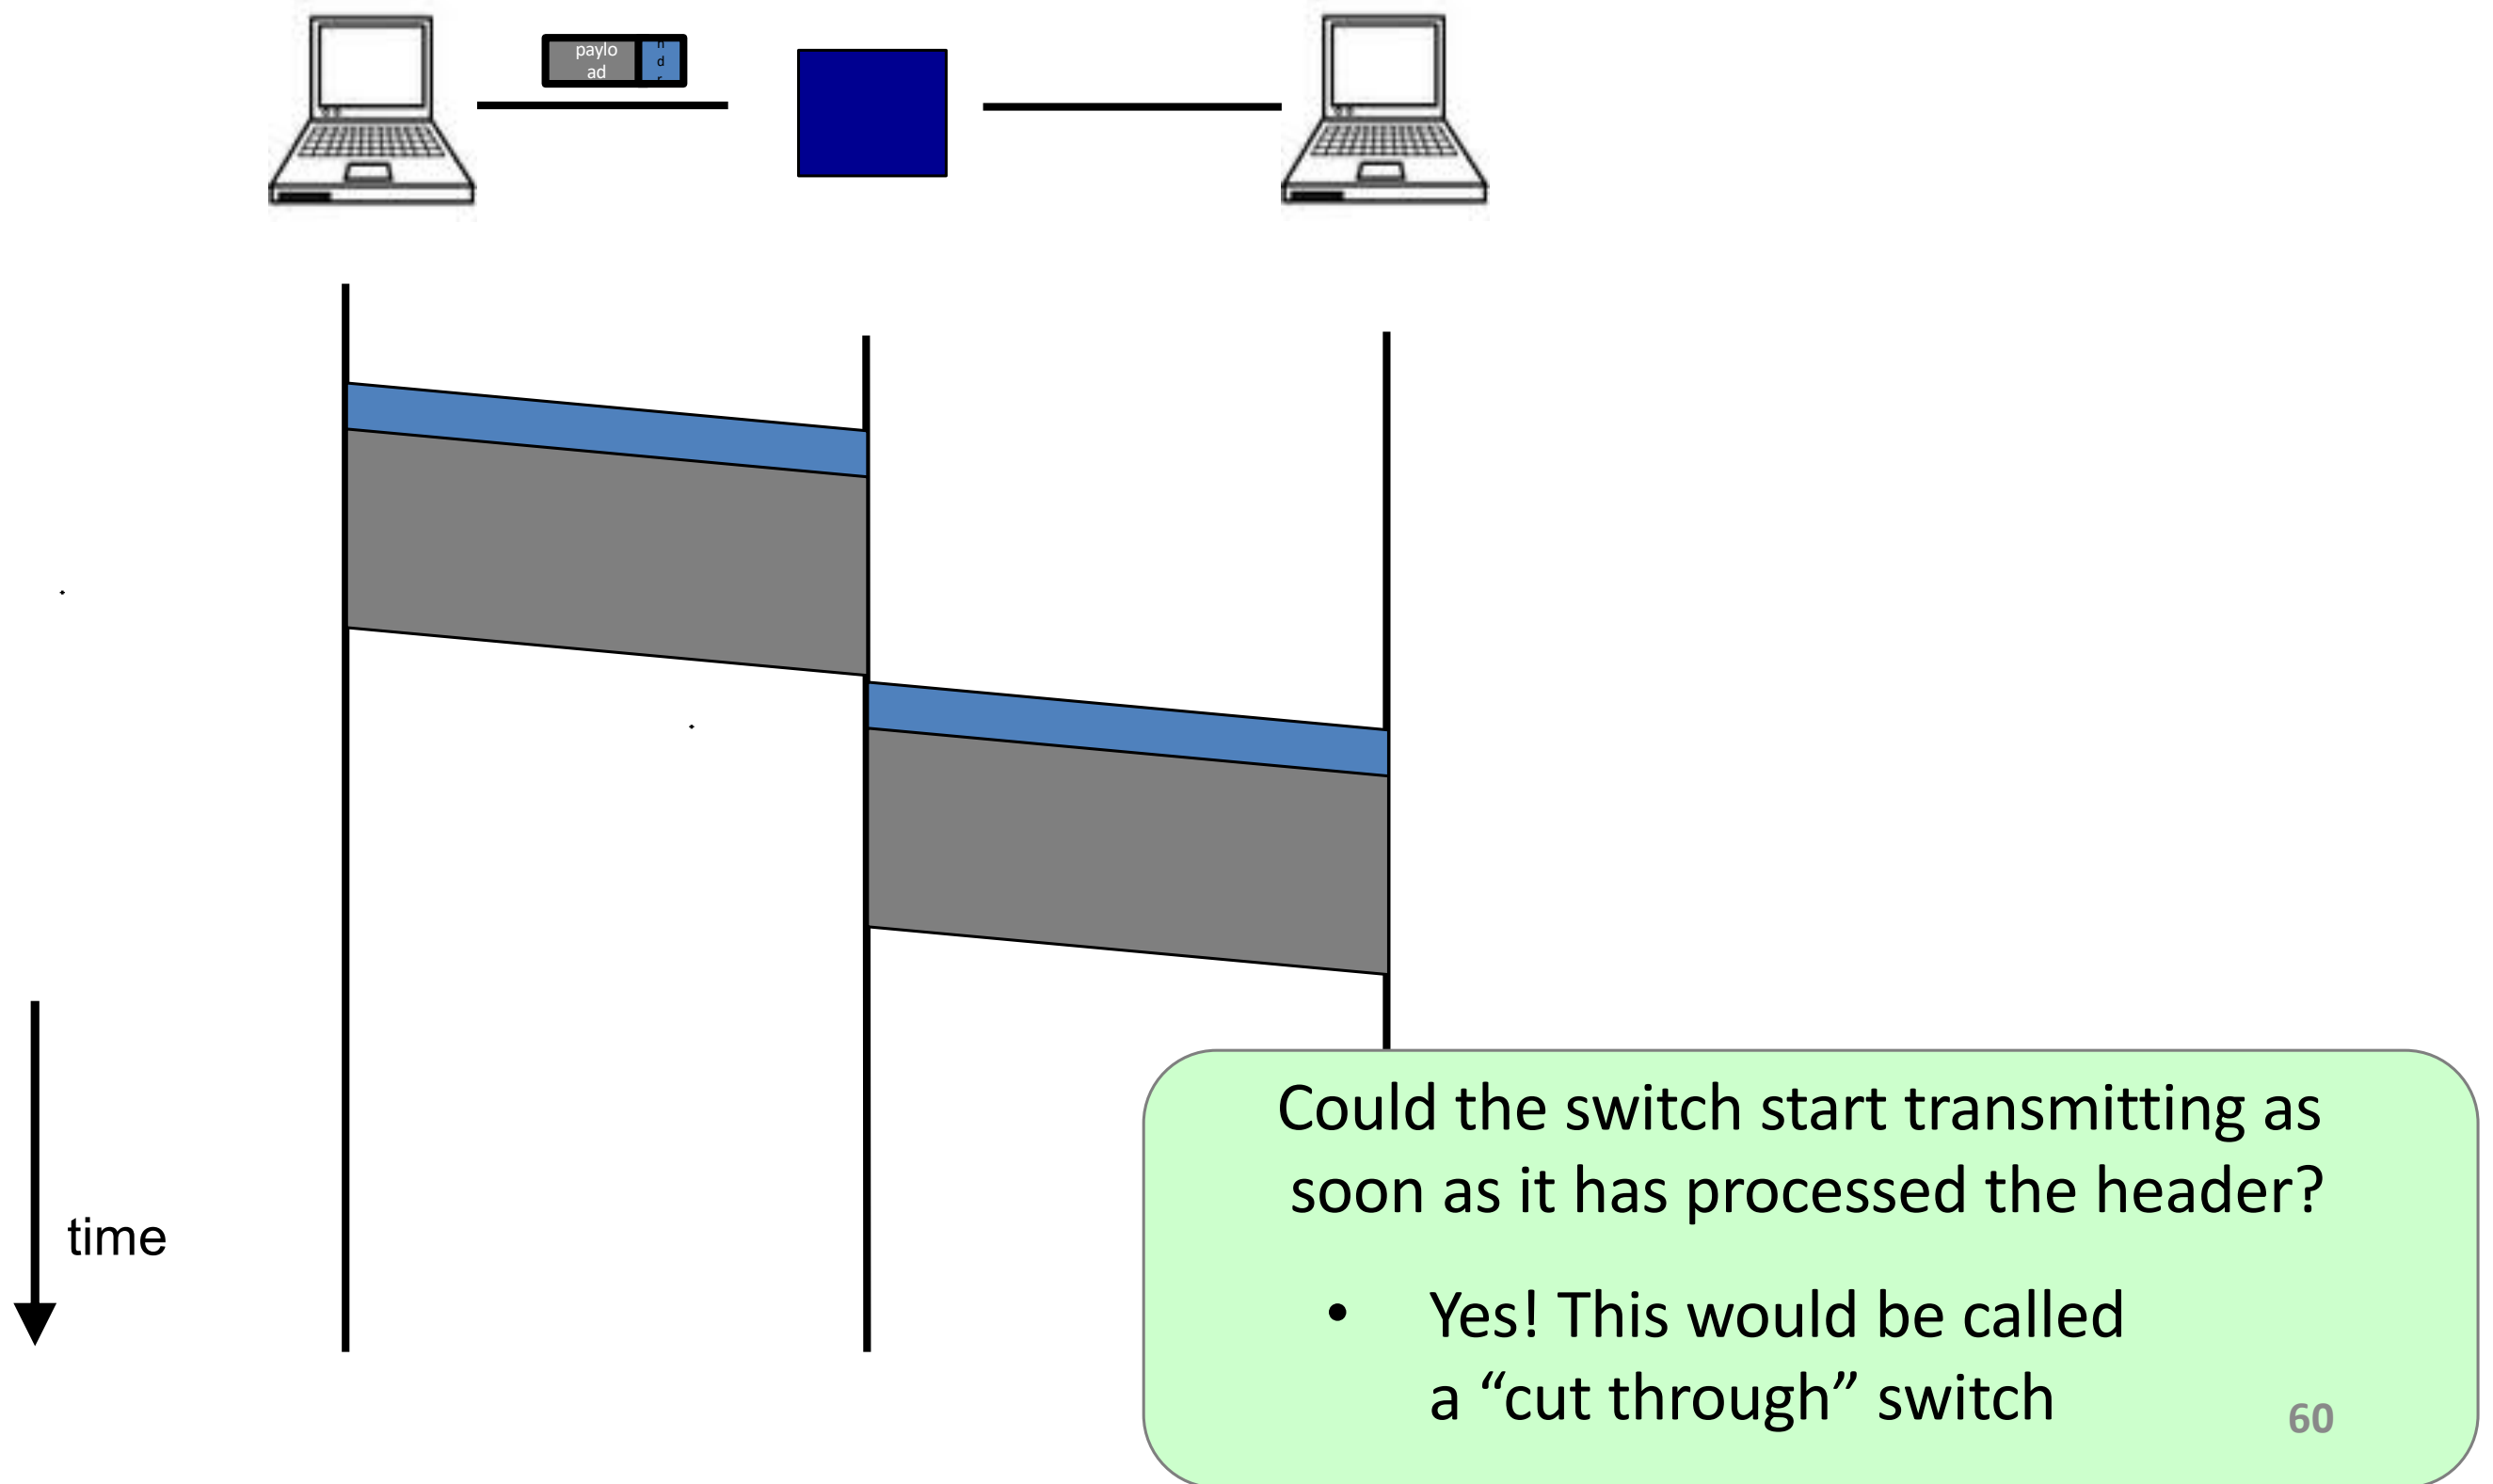 paylo
ad
h
d
r
time
Could the switch start transmitting as
soon as it has processed the header?
• Yes! This would be called
a “cut through” switch
60